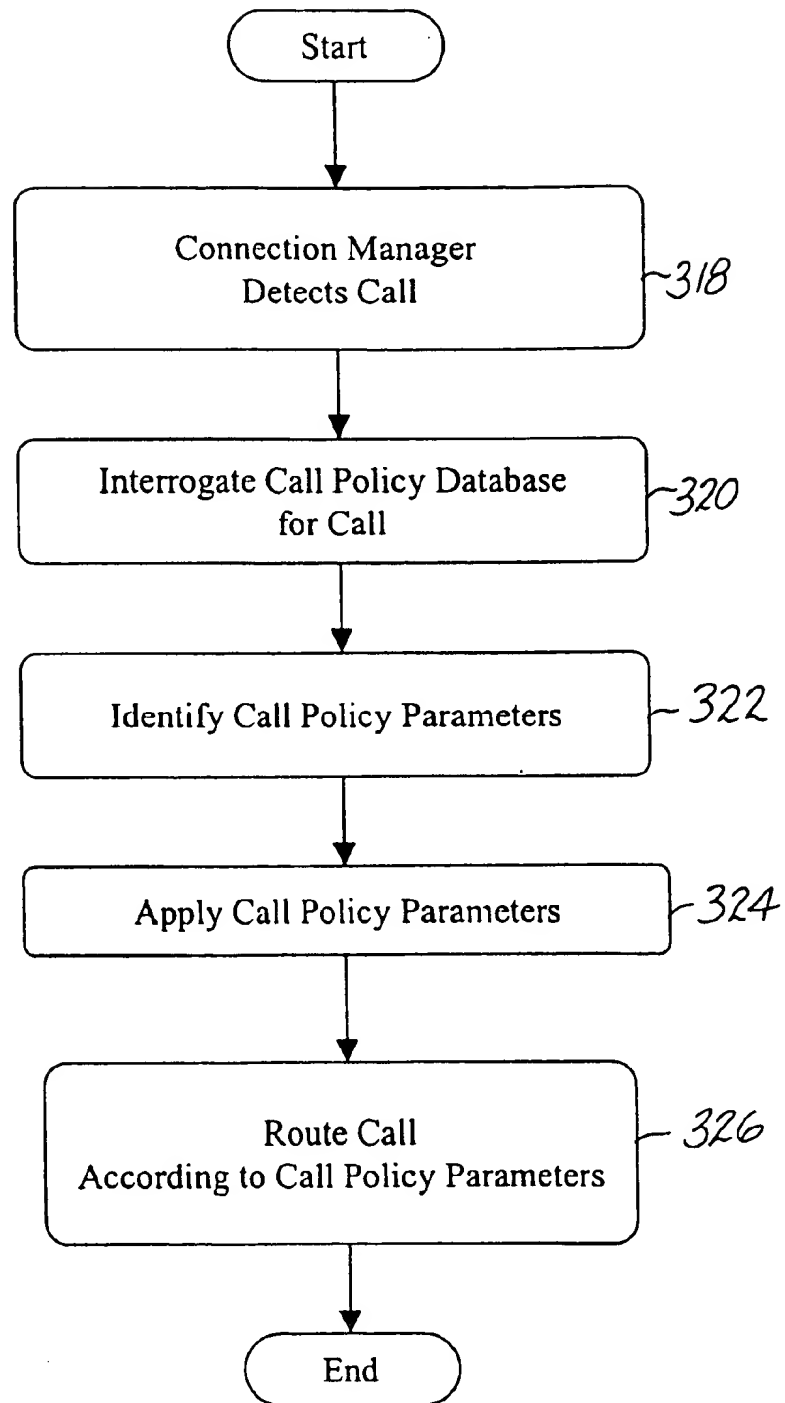 Start
Connection Manager
Detects Call
318
Interrogate Call Policy Database
for Call
320
Identify Call Policy Parameters
322
Apply Call Policy Parameters
324
Route Call
According to Call Policy Parameters
326
End